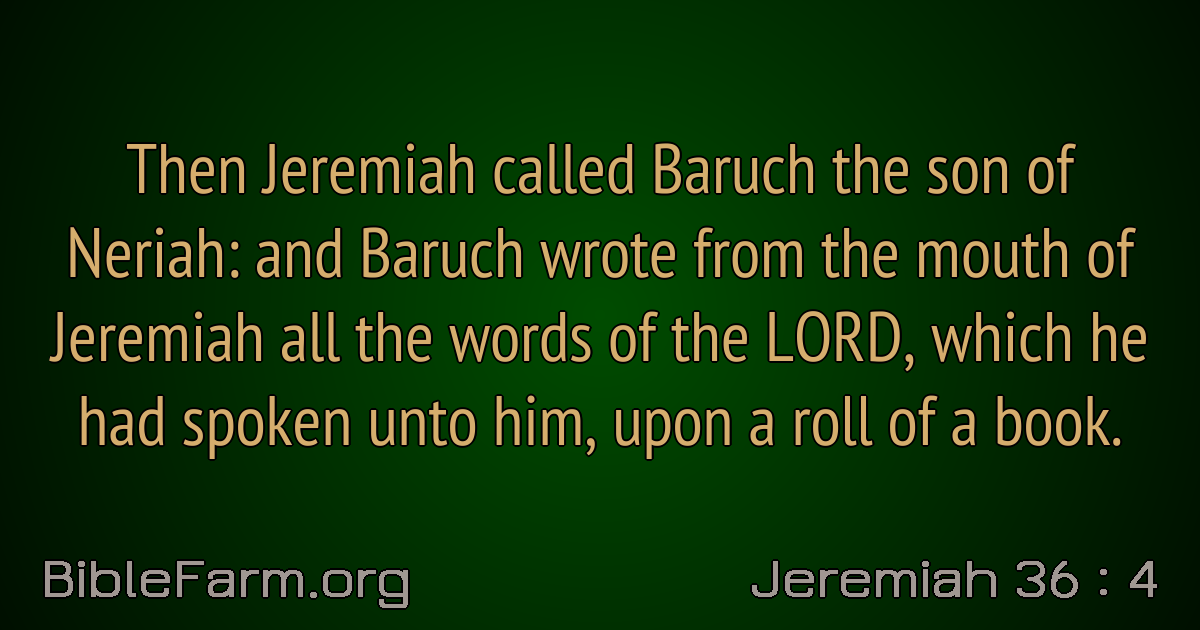 Then Jeremiah called Baruch the son of
Neriah: and Baruch wrote from the mouth of
Jeremiah all the words of the LORD, which he
had spoken unto him, upon a roll of a book.
BibleFarm.org
Jeremiah 36 : 4